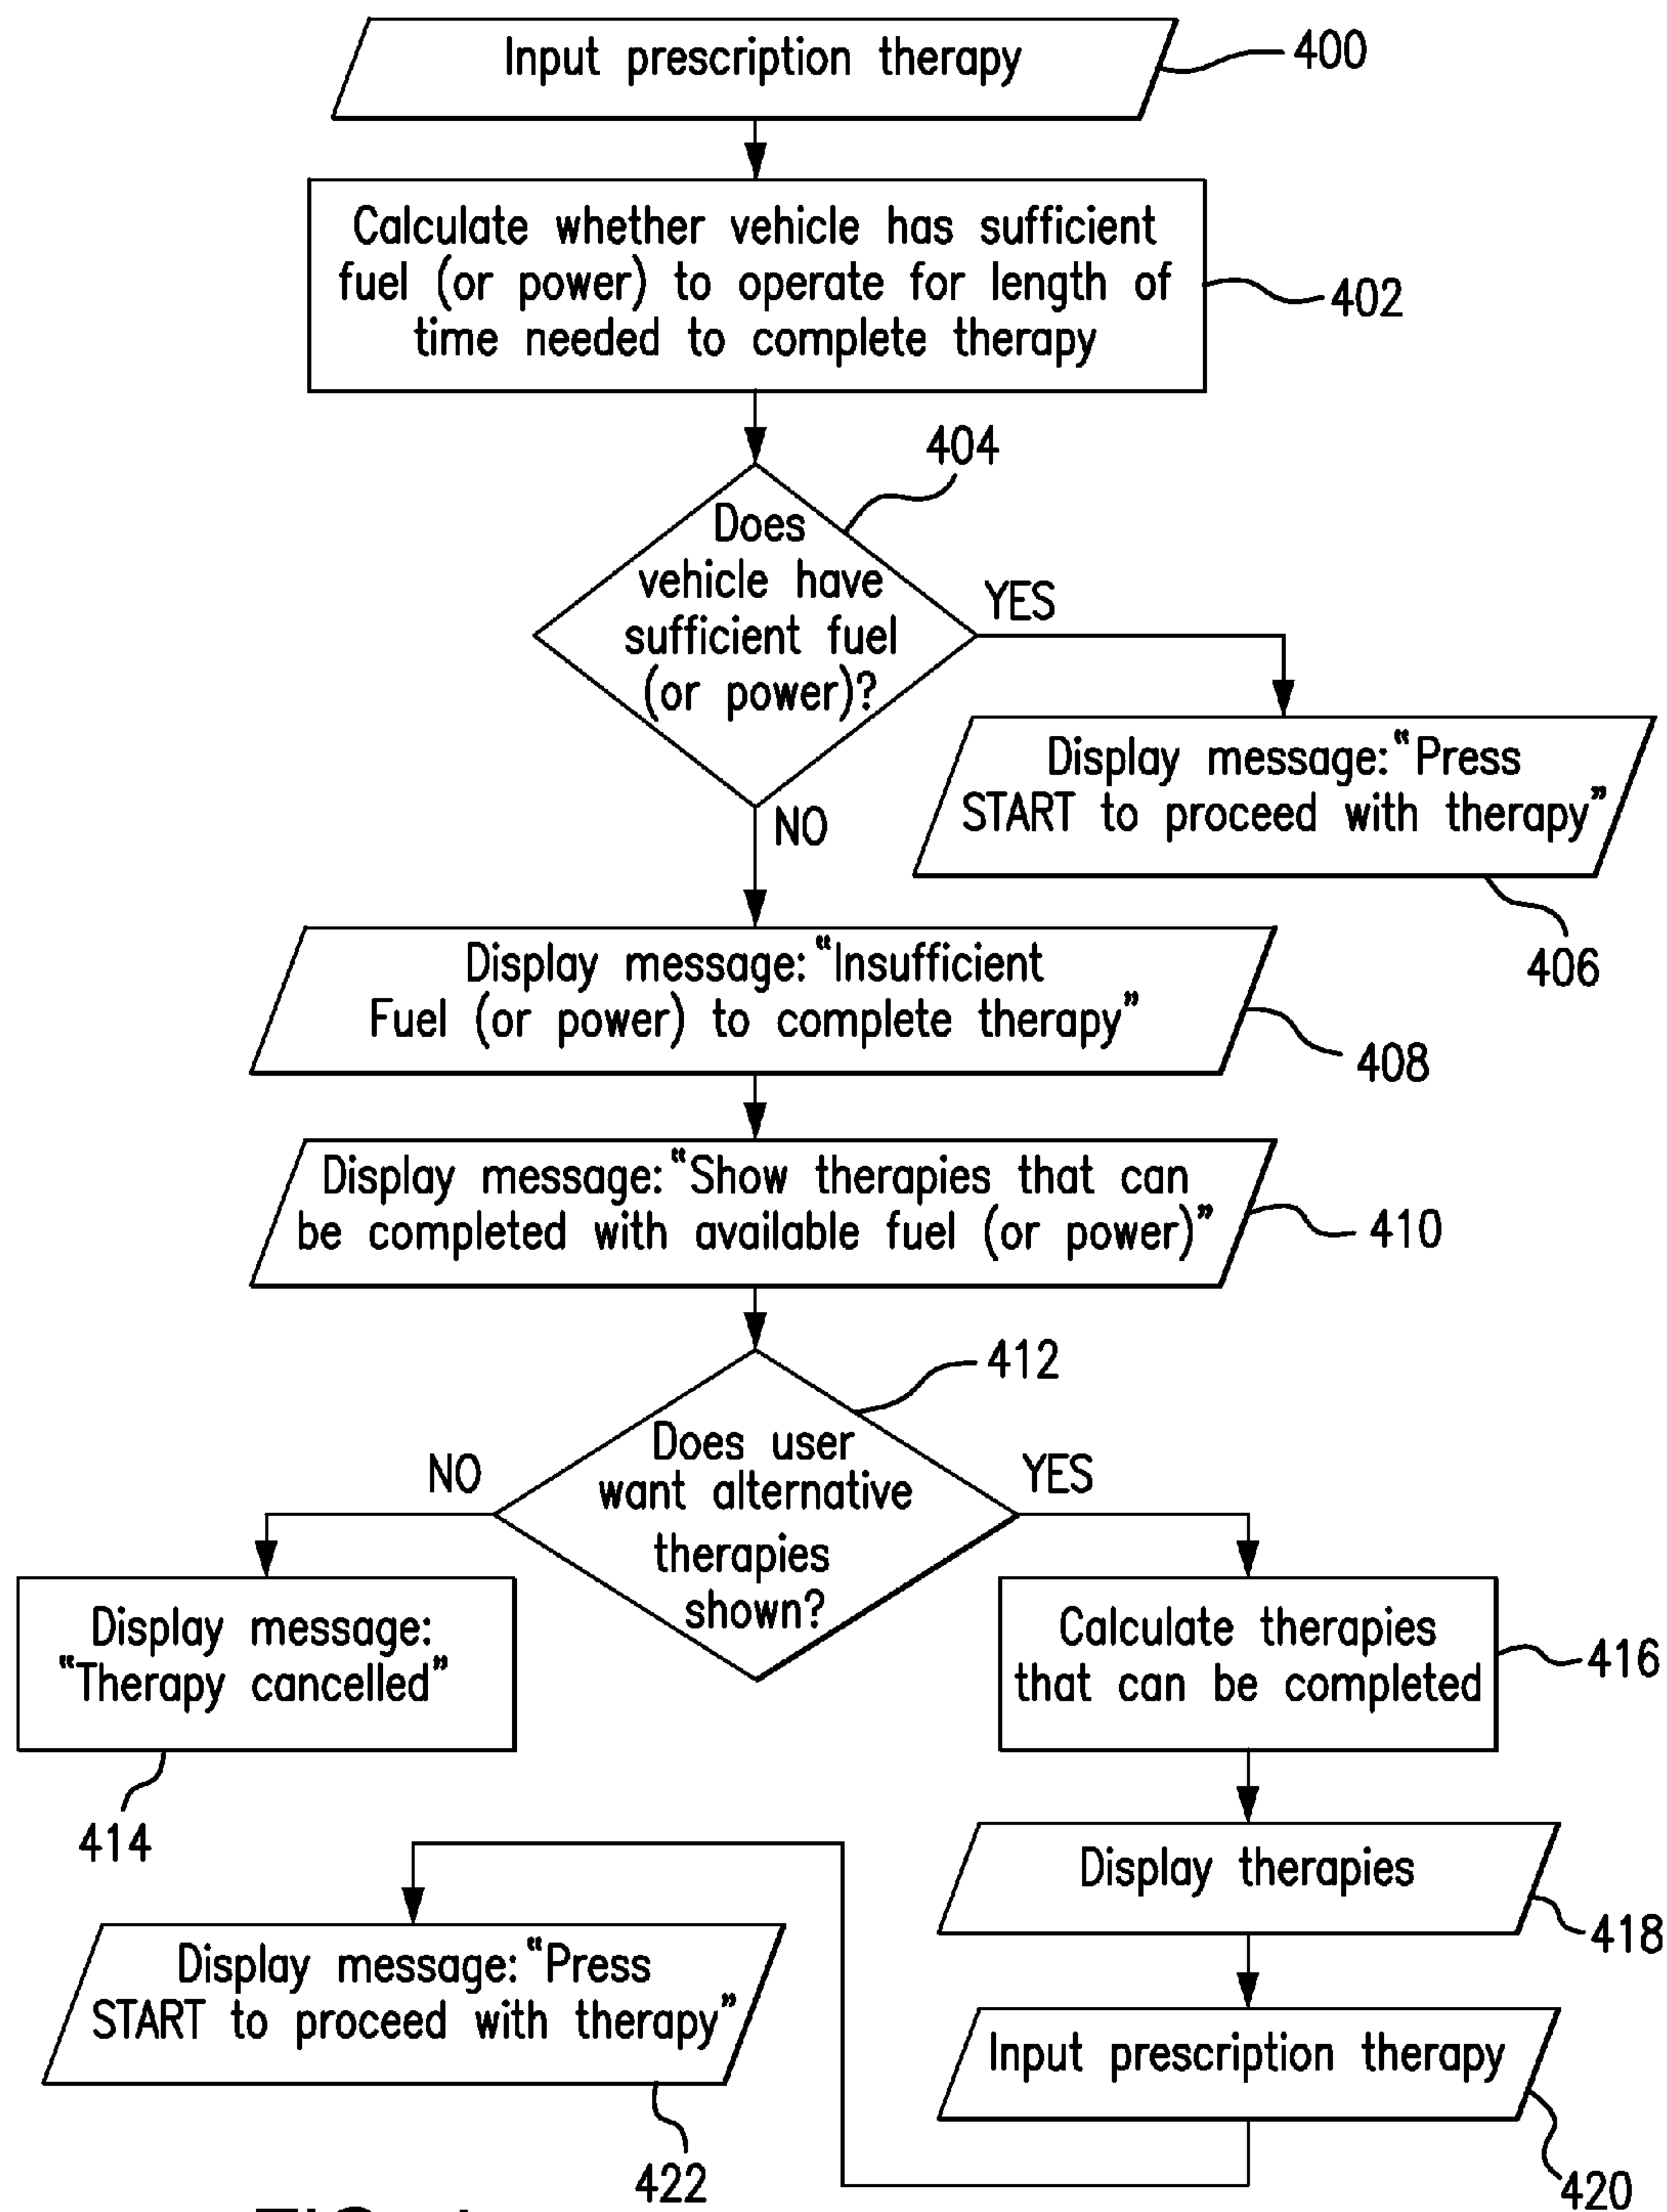 Input prescription therapy
400
Calculate whether vehicle has sufficient
fuel (or power) to operate for length of
time needed to complete therapy
402
404
Does
vehicle have
sufficient fuel
(or power)?
YES
NO
Display message: “Press
START to proceed with therapy”
406
Display message: “Insufficient
Fuel (or power) to complete therapy”
408
Display message: “Show therapies that can
be completed with available fuel (or power)”
410
412
Does user
want alternative
therapies
shown?
NO
YES
Display message:
“Therapy cancelled”
414
Calculate therapies
that can be completed
416
Display therapies
418
Input prescription therapy
420
Display message: “Press
START to proceed with therapy”
422